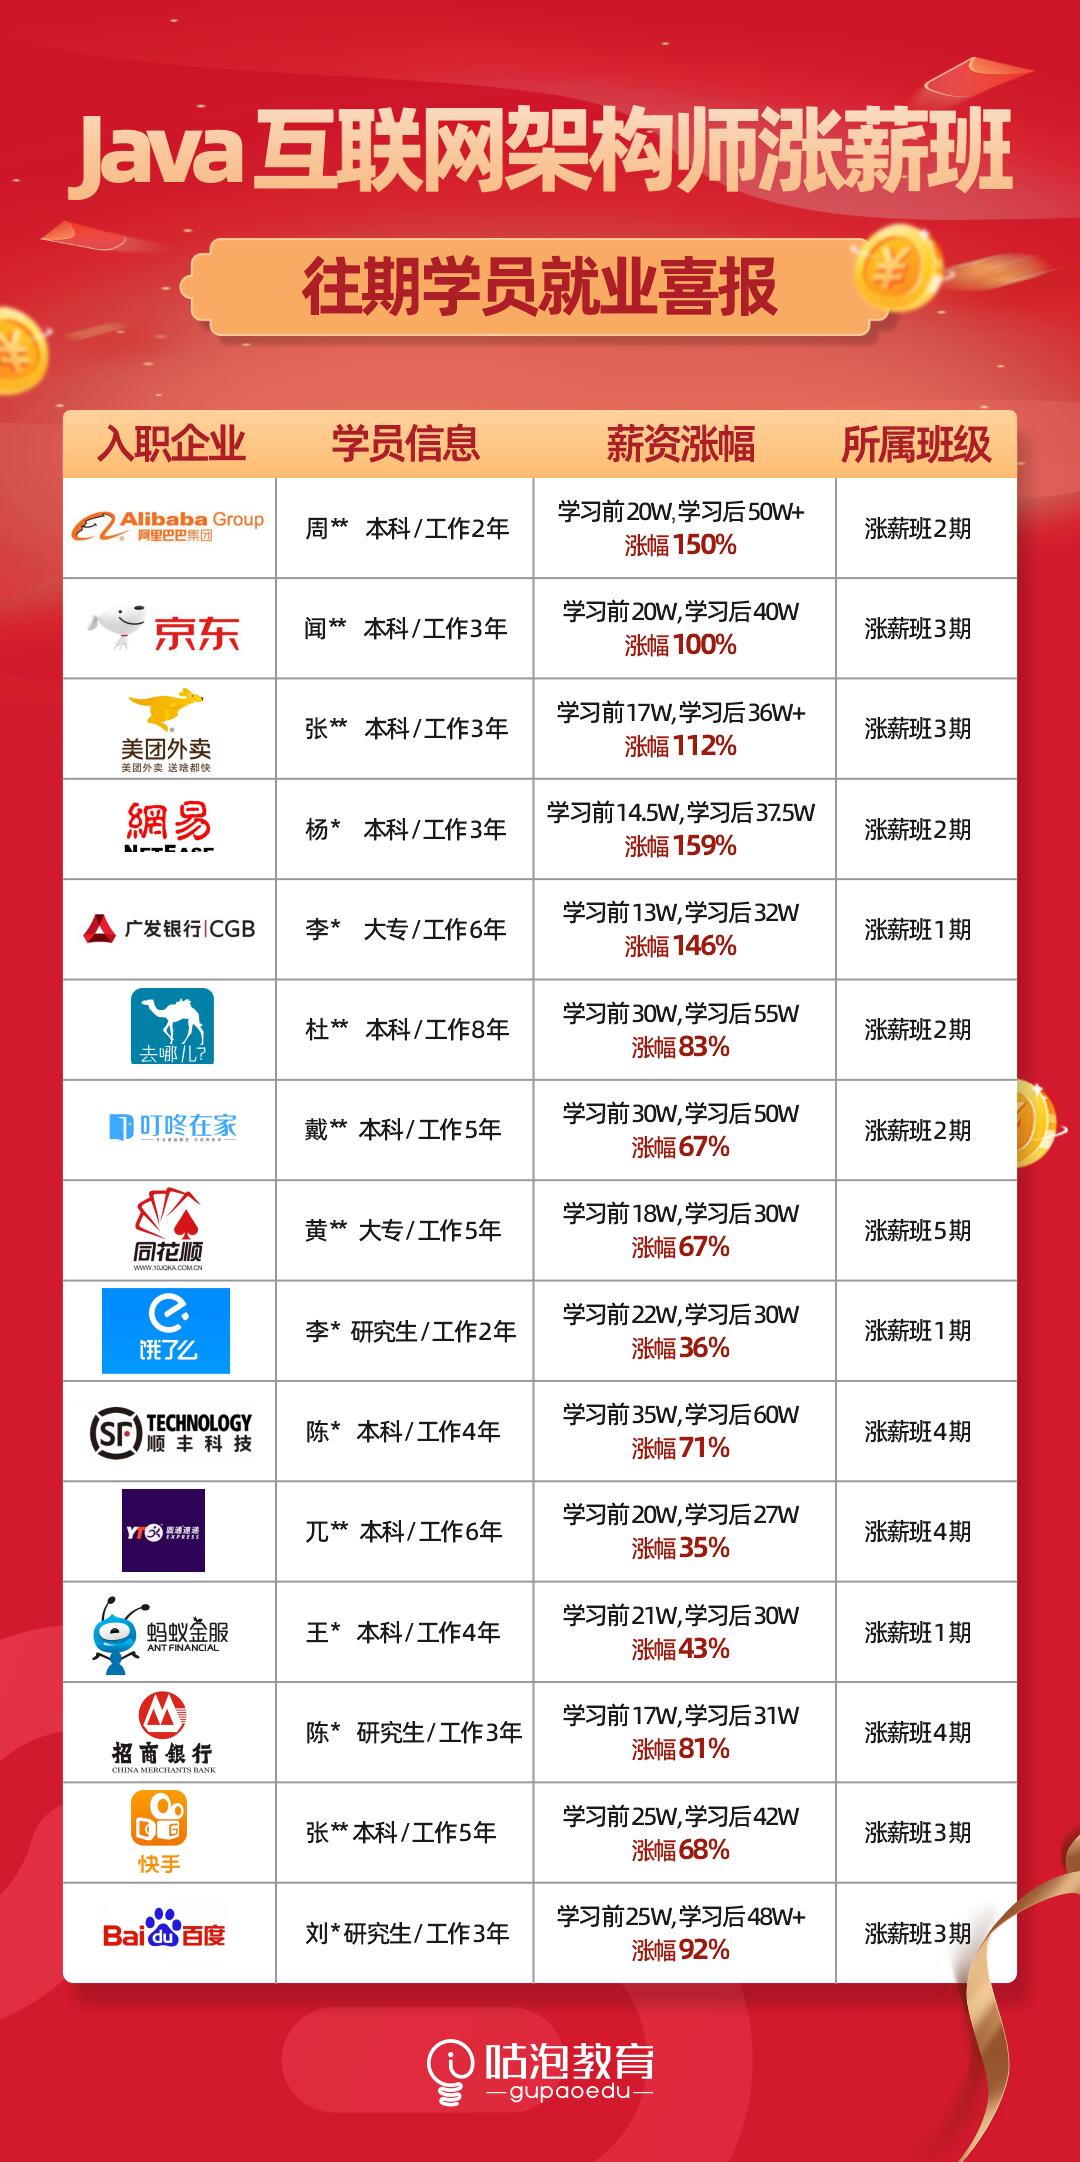 Java 互联网架构师涨薪班
往期学员就业喜报
入职企业 学员信息 薪资涨幅 所属班级
Alibaba Group
阿里巴巴集团
周** 本科/工作2年
学习前20W,学习后50W+
涨幅150%
涨薪班2期
京东
闻** 本科/工作3年
学习前20W,学习后40W
涨幅100%
涨薪班3期
美团外卖
美团外卖 送啥都快
张** 本科/工作3年
学习前17W,学习后36W+
涨幅112%
涨薪班3期
網易
NETEASE
杨* 本科/工作3年
学习前14.5W,学习后37.5W
涨幅159%
涨薪班2期
广发银行|CGB
李* 大专/工作6年
学习前13W,学习后32W
涨幅146%
涨薪班1期
去哪儿?
杜** 本科/工作8年
学习前30W,学习后55W
涨幅83%
涨薪班2期
叮咚在家
戴** 本科/工作5年
学习前30W,学习后50W
涨幅67%
涨薪班2期
同花顺
WWW.10JQKA.COM.CN
黄** 大专/工作5年
学习前18W,学习后30W
涨幅67%
涨薪班5期
饿了么
李* 研究生/工作2年
学习前22W,学习后30W
涨幅36%
涨薪班1期
SF TECHNOLOGY
顺丰科技
陈* 本科/工作4年
学习前35W,学习后60W
涨幅71%
涨薪班4期
YTO 圆通速递
EXPRESS
兀** 本科/工作6年
学习前20W,学习后27W
涨幅35%
涨薪班4期
蚂蚁金服
ANT FINANCIAL
王* 本科/工作4年
学习前21W,学习后30W
涨幅43%
涨薪班1期
招商银行
CHINA MERCHANTS BANK
陈* 研究生/工作3年
学习前17W,学习后31W
涨幅81%
涨薪班4期
快手
张** 本科/工作5年
学习前25W,学习后42W
涨幅68%
涨薪班3期
Bai du 百度
刘* 研究生/工作3年
学习前25W,学习后48W+
涨幅92%
涨薪班3期
咕泡教育
gupaoedu